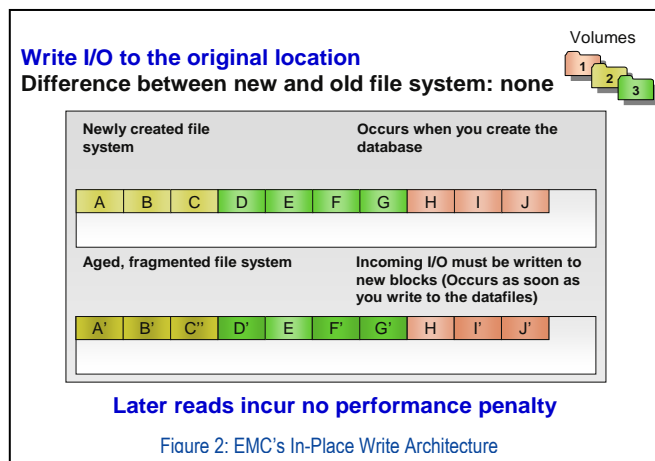 Write I/O to the original location
Difference between new and old file system: none
Volumes
1
2
3
Newly created file
system
Occurs when you create the
database
A B C D E F G H I J
Aged, fragmented file system
Incoming I/O must be written to
new blocks (Occurs as soon as
you write to the datafiles)
A' B' C'' D' E F' G' H I' J'
Later reads incur no performance penalty
Figure 2: EMC's In-Place Write Architecture